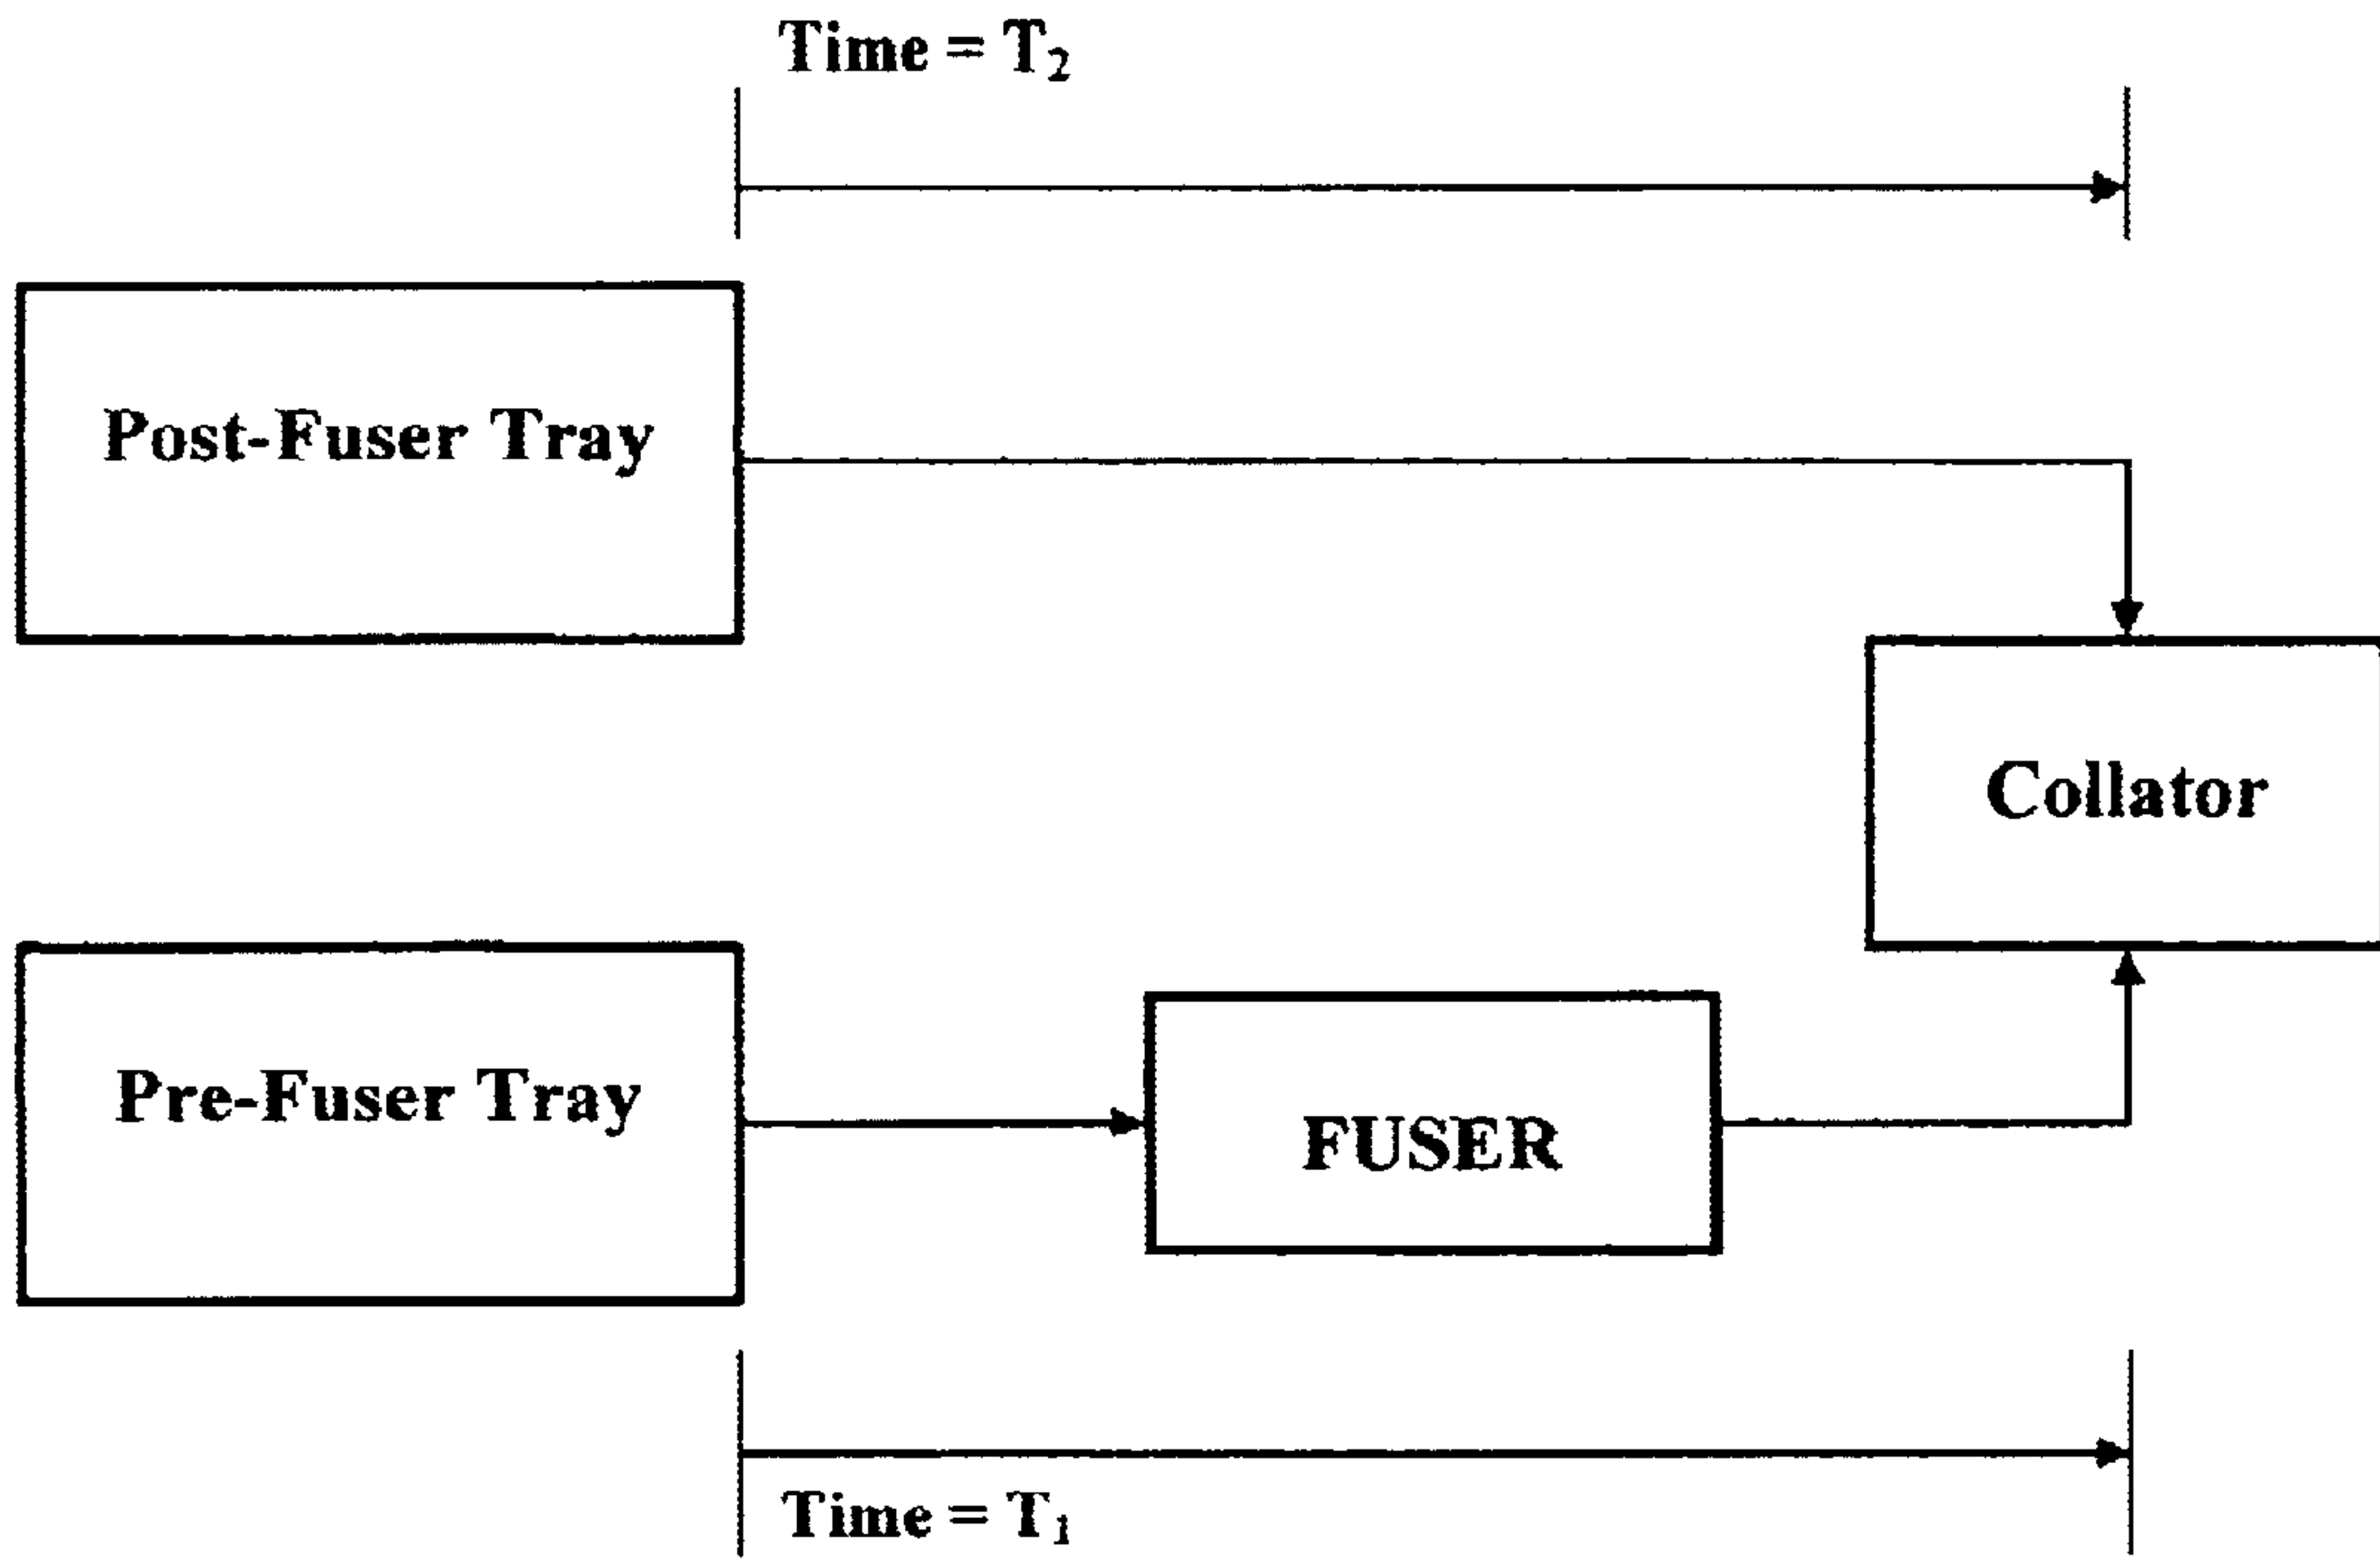 Time = T₂
Post-Fuser Tray
Collator
Pre-Fuser Tray
FUSER
Time = T₁